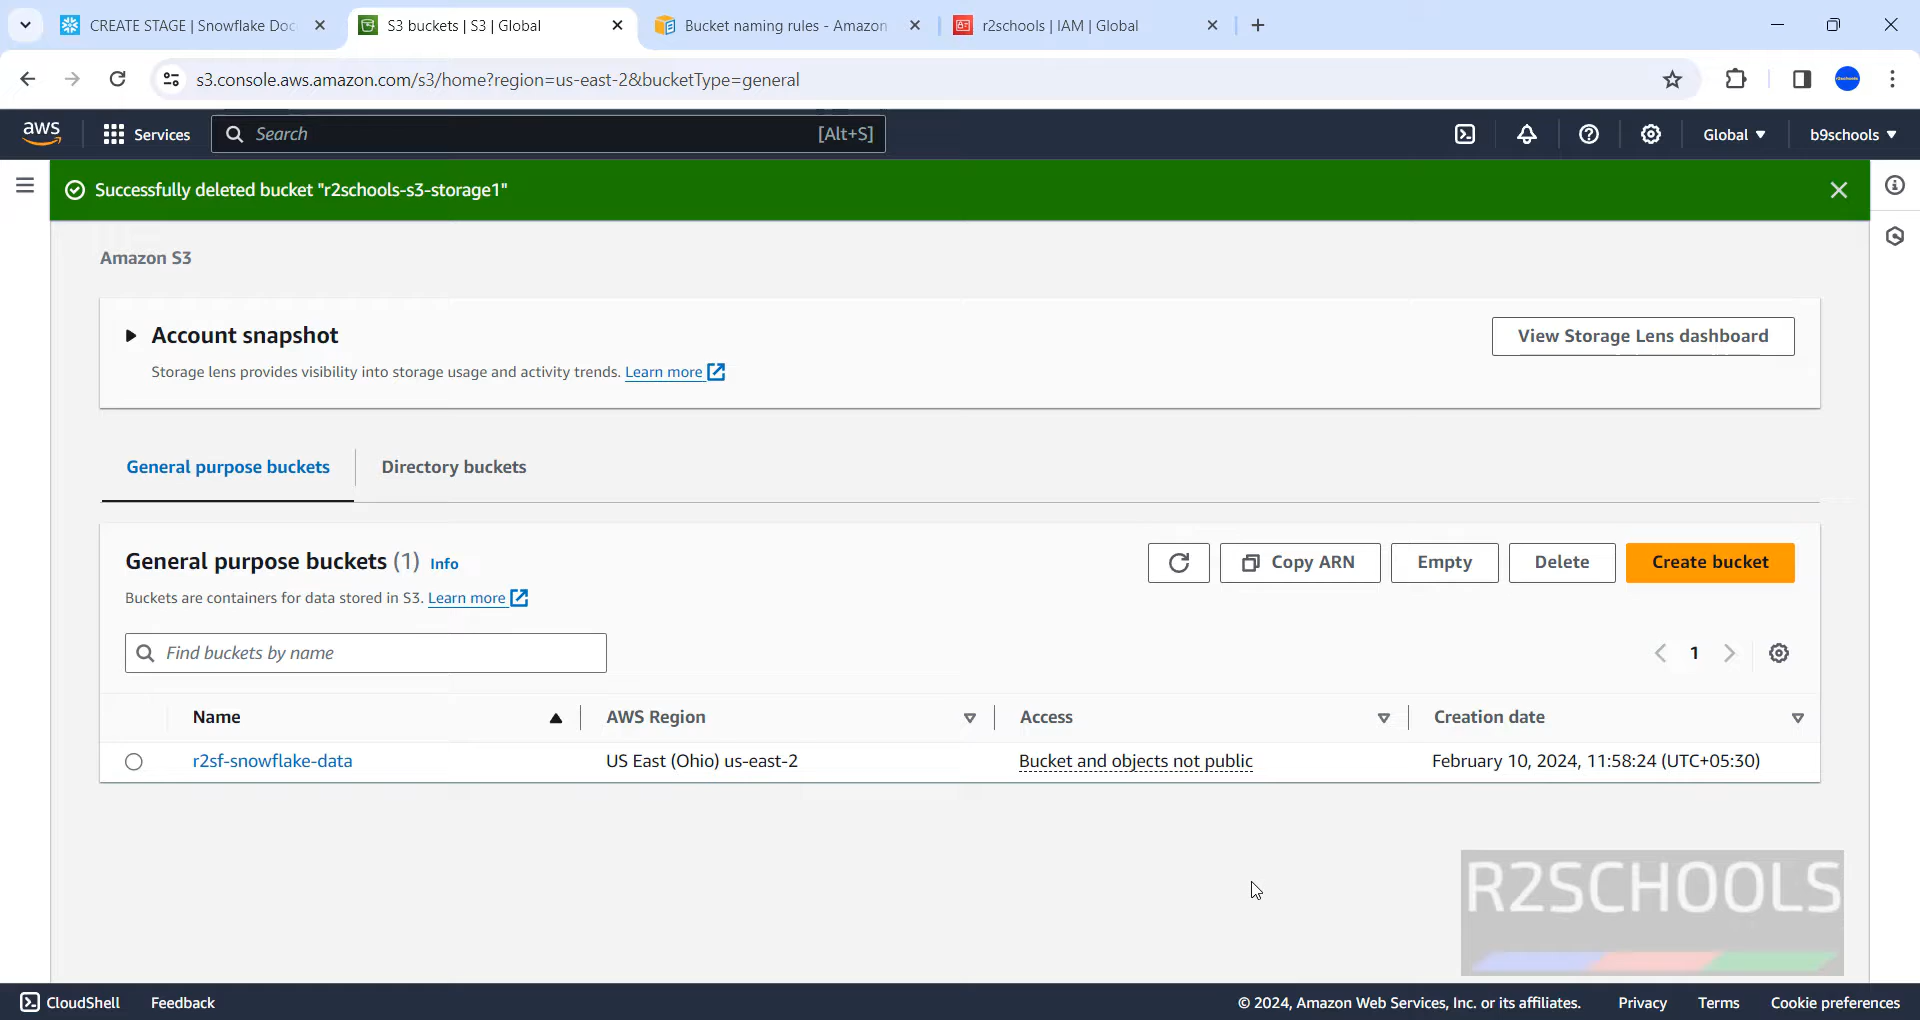 CREATE STAGE | Snowflake Doc
S3 buckets | S3 | Global
Bucket naming rules - Amazon
r2schools | IAM | Global
s3.console.aws.amazon.com/s3/home?region=us-east-2&bucketType=general
aws
Services
Search
[Alt+S]
Global
b9schools
Successfully deleted bucket "r2schools-s3-storage1"
Amazon S3
Account snapshot
View Storage Lens dashboard
Storage lens provides visibility into storage usage and activity trends. Learn more
General purpose buckets
Directory buckets
General purpose buckets (1) Info
Copy ARN
Empty
Delete
Create bucket
Buckets are containers for data stored in S3. Learn more
Find buckets by name
1
Name
AWS Region
Access
Creation date
r2sf-snowflake-data
US East (Ohio) us-east-2
Bucket and objects not public
February 10, 2024, 11:58:24 (UTC+05:30)
R2SCHOOLS
CloudShell
Feedback
© 2024, Amazon Web Services, Inc. or its affiliates.
Privacy
Terms
Cookie preferences